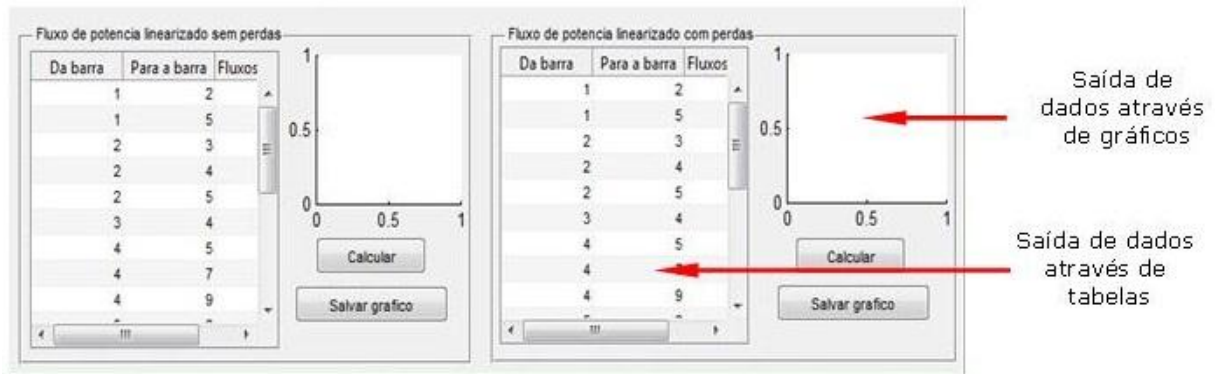 Fluxo de potencia linearizado sem perdas
Da barra Para a barra Fluxos
1 2
1 5
2 3
2 4
2 5
3 4
4 5
4 7
4 9
1
0.5
0
0 0.5 1
Calcular
Salvar grafico
Fluxo de potencia linearizado com perdas
Da barra Para a barra Fluxos
1 2
1 5
2 3
2 4
2 5
3 4
4 5
4
4 9
1
0.5
0
0 0.5 1
Calcular
Salvar grafico
Saída de
dados através
de gráficos
Saída de dados
através de
tabelas